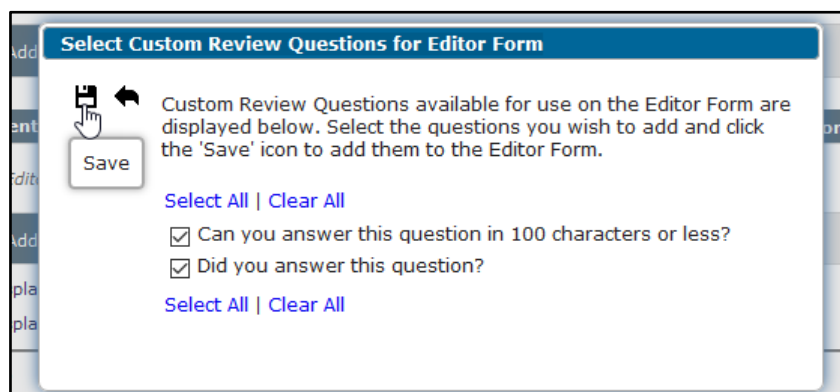 Select Custom Review Questions for Editor Form
Custom Review Questions available for use on the Editor Form are
displayed below. Select the questions you wish to add and click
the 'Save' icon to add them to the Editor Form.
Save
Select All | Clear All
Can you answer this question in 100 characters or less?
Did you answer this question?
Select All | Clear All